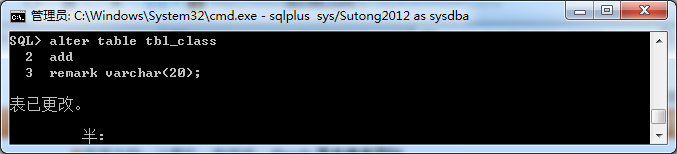 管理员: C:\Windows\System32\cmd.exe - sqlplus  sys/Sutong2012 as sysdba
SQL> alter table tbl_class
  2  add
  3  remark varchar(20);
表已更改。
半: